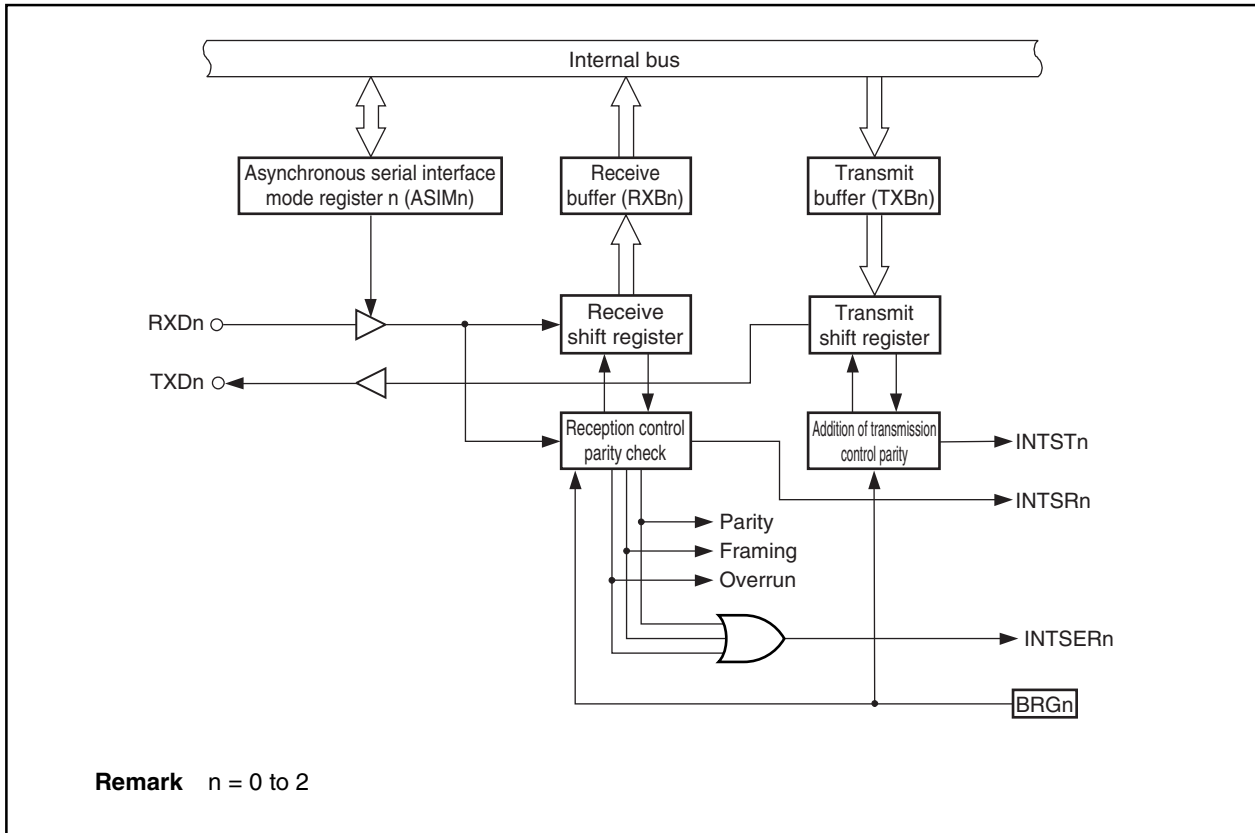 Internal bus
Asynchronous serial interface
mode register n (ASIMn)
Receive
buffer (RXBn)
Transmit
buffer (TXBn)
RXDn
Receive
shift register
Transmit
shift register
TXDn
Reception control
parity check
Addition of transmission
control parity
INTSTn
INTSRn
Parity
Framing
Overrun
INTSERn
BRGn
Remark n = 0 to 2